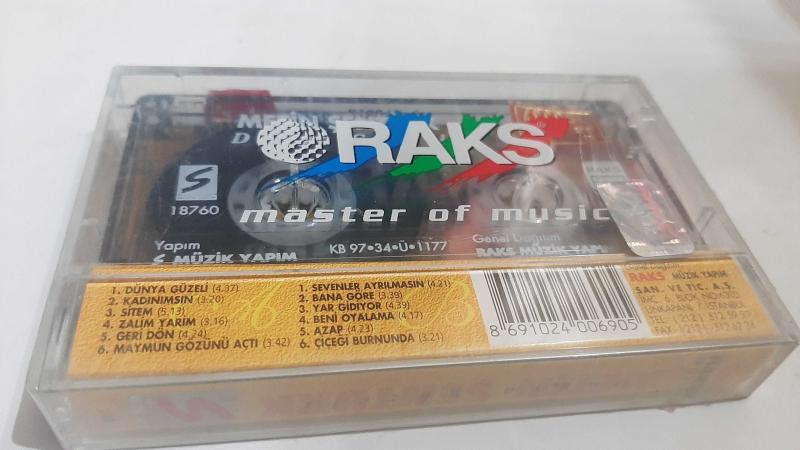 RAKS
S
18760
master of music
Yapım
S MÜZİK YAPIM
KB 97•34•Ü•1177
Genel Dağıtım
RAKS MÜZİK YAPI
1. DÜNYA GÜZELİ (4.37)
2. KADINIMSIN (3:20)
3. SİTEM (5.13)
4. ZALİM YARİM (3.16)
5. GERİ DÖN (4.24)
6. MAYMUN GÖZÜNÜ AÇTI (3:42)
1. SEVENLER AYRILMASIN (4.21)
2. BANA GÖRE (3.39)
3. YAR GİDİYOR (4.39)
4. BENİ OYALAMA (4.17)
5. AZAP (4.23)
6. ÇİÇEĞİ BURNUNDA (3.21)
8 691024 006905
RAKS MÜZİK YAPIM
SAN. VE TİC. A.Ş.